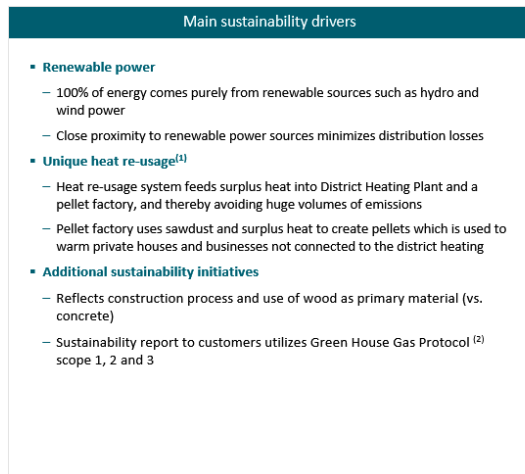 Main sustainability drivers
▪ Renewable power
– 100% of energy comes purely from renewable sources such as hydro and
wind power
– Close proximity to renewable power sources minimizes distribution losses
▪ Unique heat re-usage(1)
– Heat re-usage system feeds surplus heat into District Heating Plant and a
pellet factory, and thereby avoiding huge volumes of emissions
– Pellet factory uses sawdust and surplus heat to create pellets which is used to
warm private houses and businesses not connected to the district heating
▪ Additional sustainability initiatives
– Reflects construction process and use of wood as primary material (vs.
concrete)
– Sustainability report to customers utilizes Green House Gas Protocol (2)
scope 1, 2 and 3